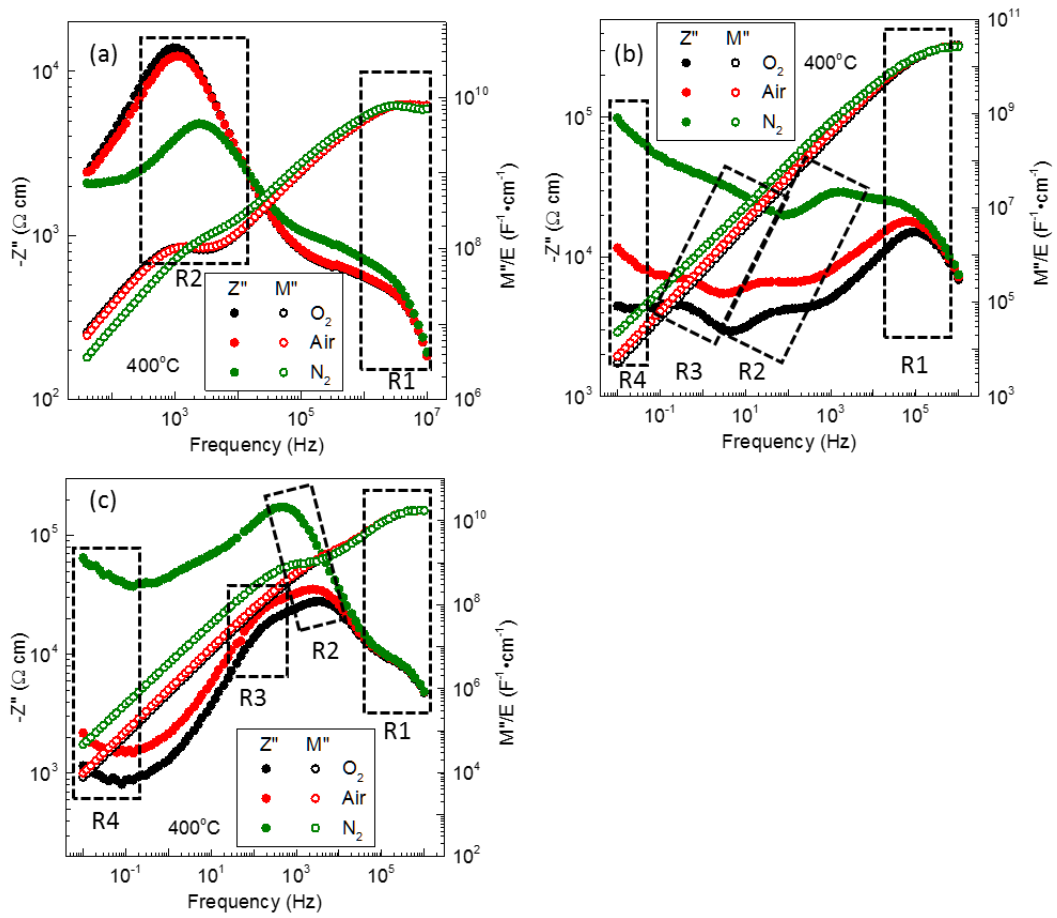 (a)
-Z" (Ω cm)
10^4
10^3
10^2
M"/E (F^-1•cm^-1)
10^10
10^8
10^6
R2
R1
Z" M"
O2
Air
N2
400°C
10^3 10^5 10^7
Frequency (Hz)
(b)
-Z" (Ω cm)
10^5
10^4
10^3
M"/E (F^-1•cm^-1)
10^11
10^9
10^7
10^5
10^3
Z" M"
O2
Air
N2
400°C
R4 R3 R2 R1
10^-1 10^1 10^3 10^5
Frequency (Hz)
(c)
-Z" (Ω cm)
10^5
10^4
10^3
M"/E (F^-1•cm^-1)
10^10
10^8
10^6
10^4
10^2
R2
R3
R1
R4
Z" M"
O2
Air
N2
400°C
10^-1 10^1 10^3 10^5
Frequency (Hz)